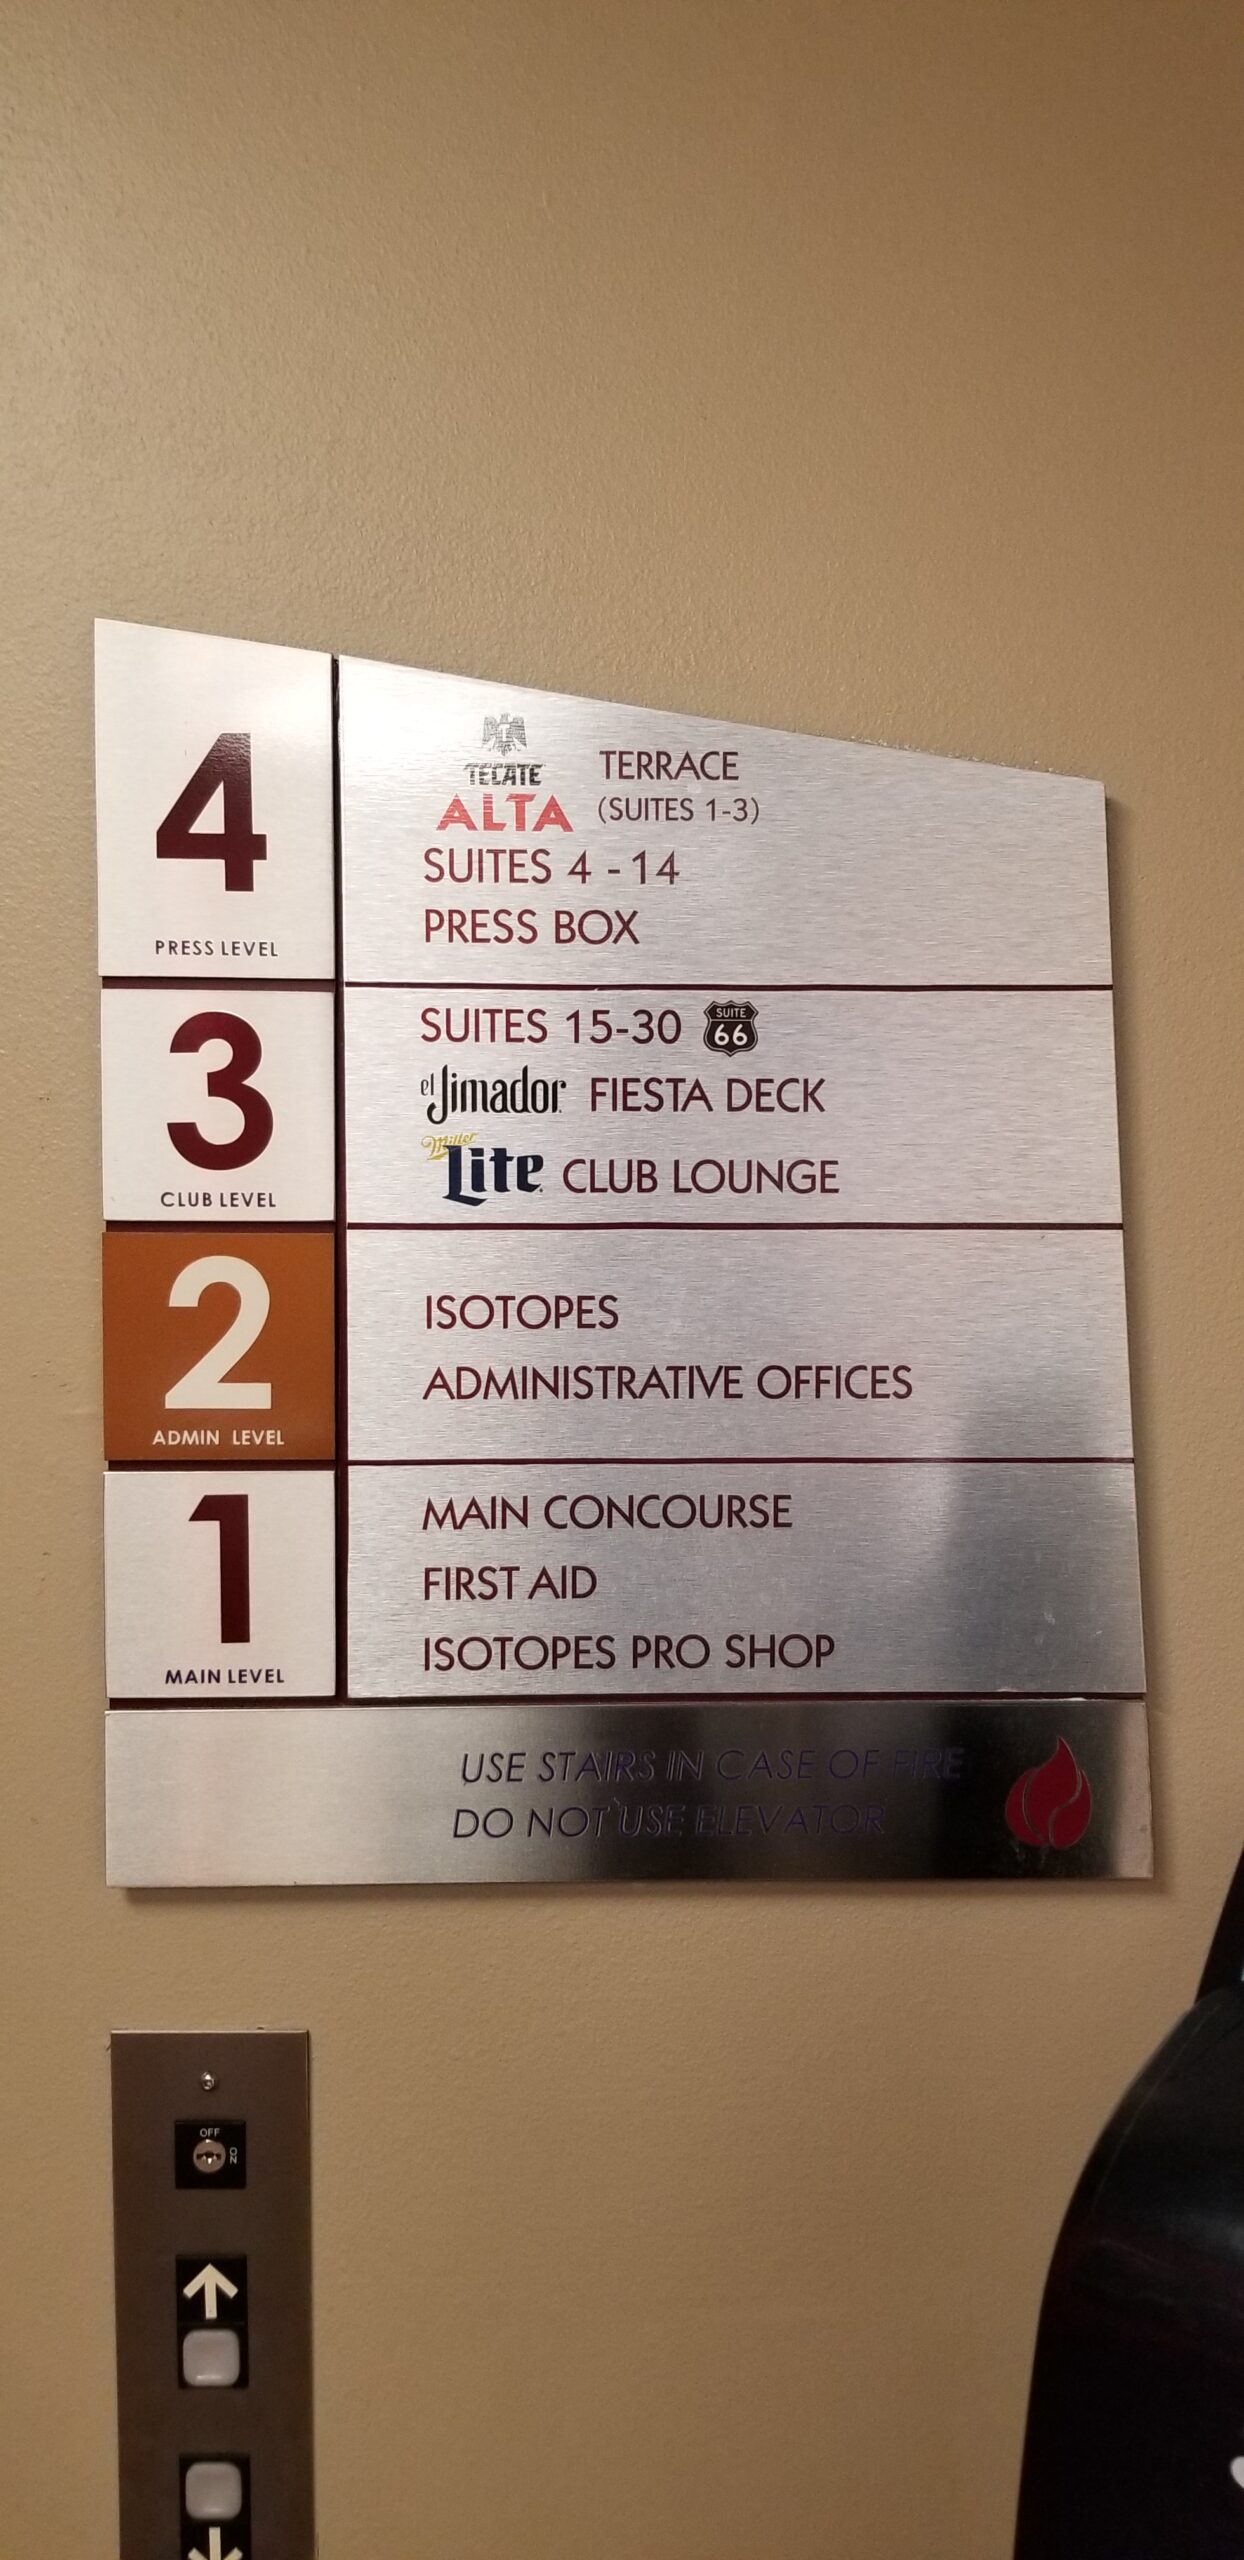 4
PRESS LEVEL
TECATE
ALTA
TERRACE
(SUITES 1-3)
SUITES 4 - 14
PRESS BOX
3
CLUB LEVEL
SUITES 15-30
SUITE
66
el Jimador FIESTA DECK
Miller
Lite CLUB LOUNGE
2
ADMIN LEVEL
ISOTOPES
ADMINISTRATIVE OFFICES
1
MAIN LEVEL
MAIN CONCOURSE
FIRST AID
ISOTOPES PRO SHOP
USE STAIRS IN CASE OF FIRE
DO NOT USE ELEVATOR
OFF
ON